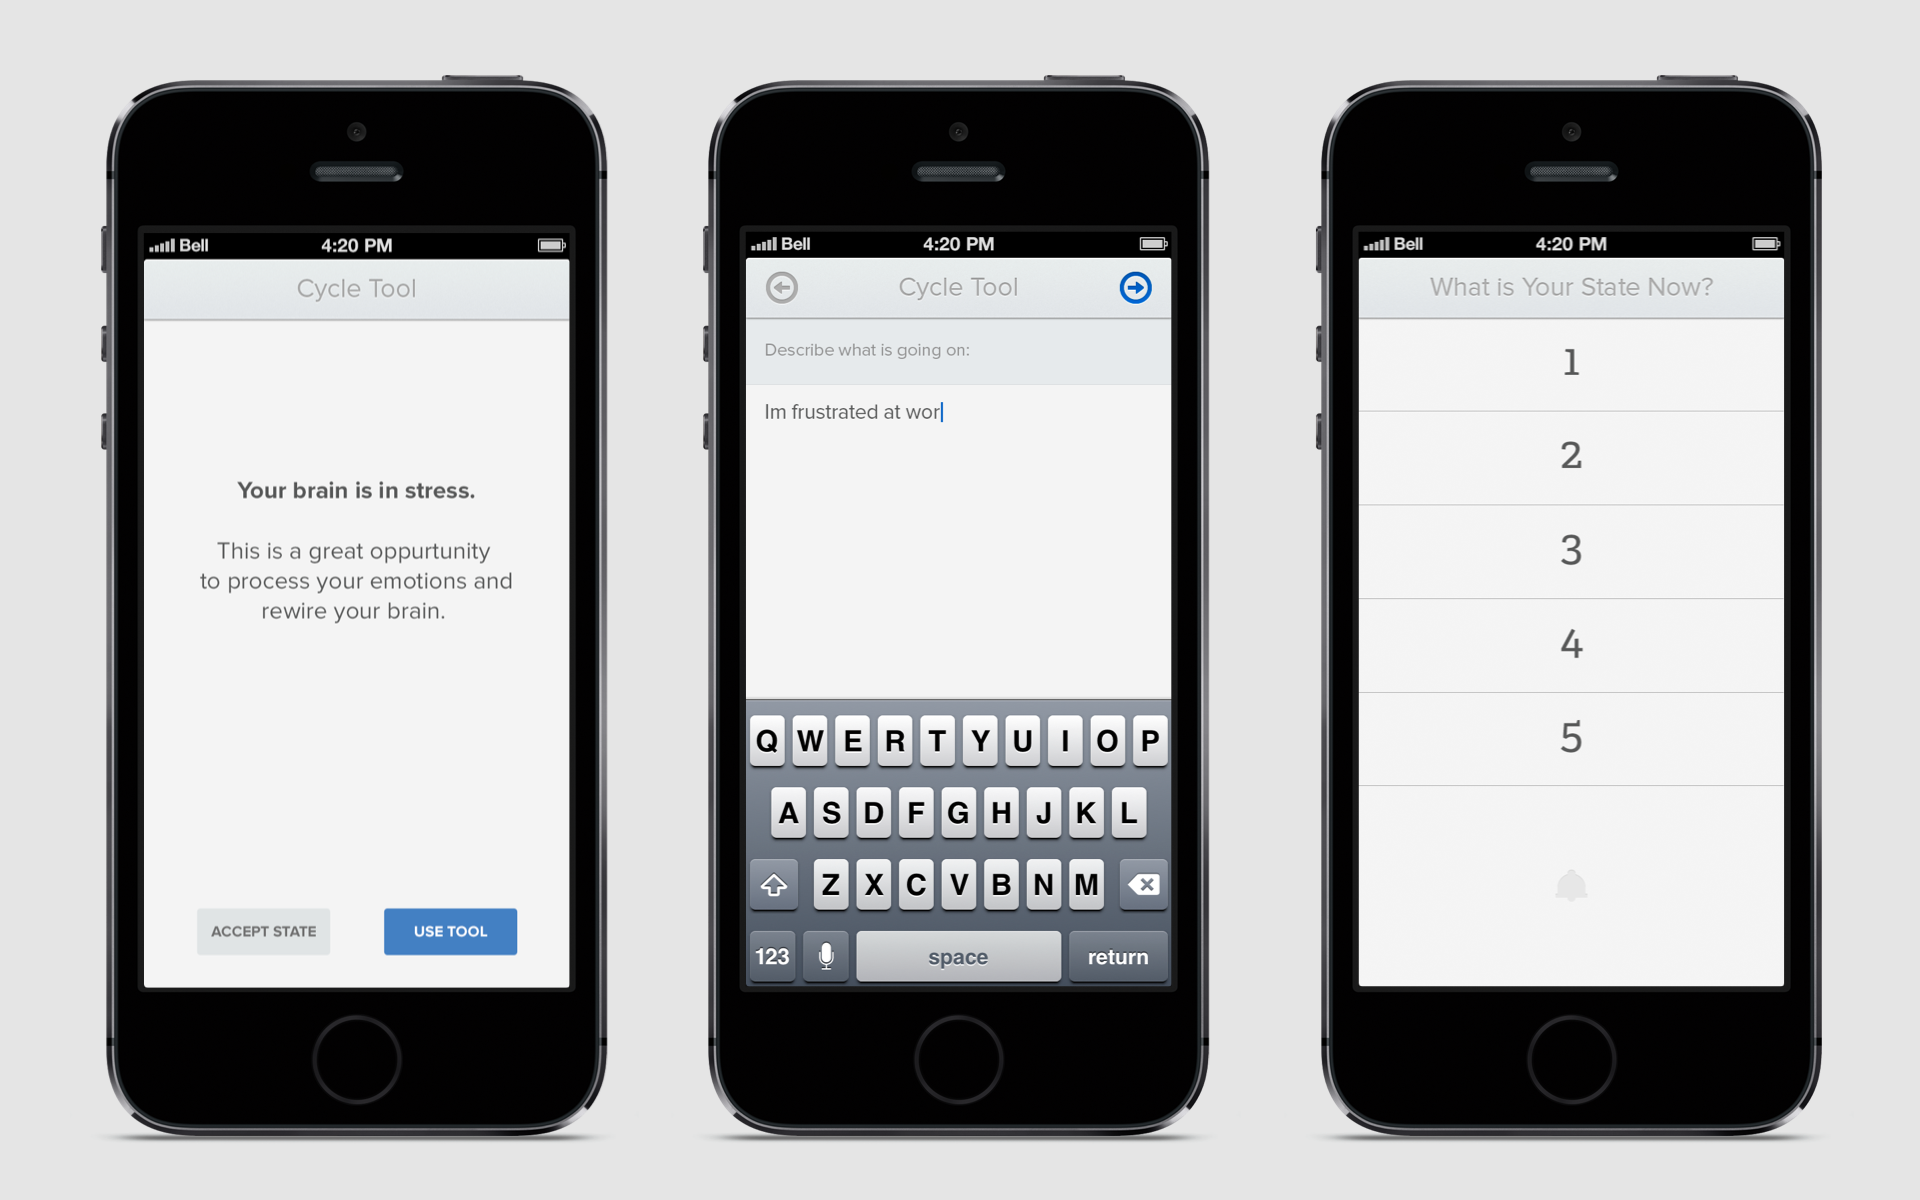 Bell 4:20 PM
Cycle Tool
Your brain is in stress.
This is a great oppurtunity
to process your emotions and
rewire your brain.
ACCEPT STATE USE TOOL
Bell 4:20 PM
Cycle Tool
Describe what is going on:
Im frustrated at wor
Q W E R T Y U I O P
A S D F G H J K L
Z X C V B N M
123 space return
Bell 4:20 PM
What is Your State Now?
1
2
3
4
5